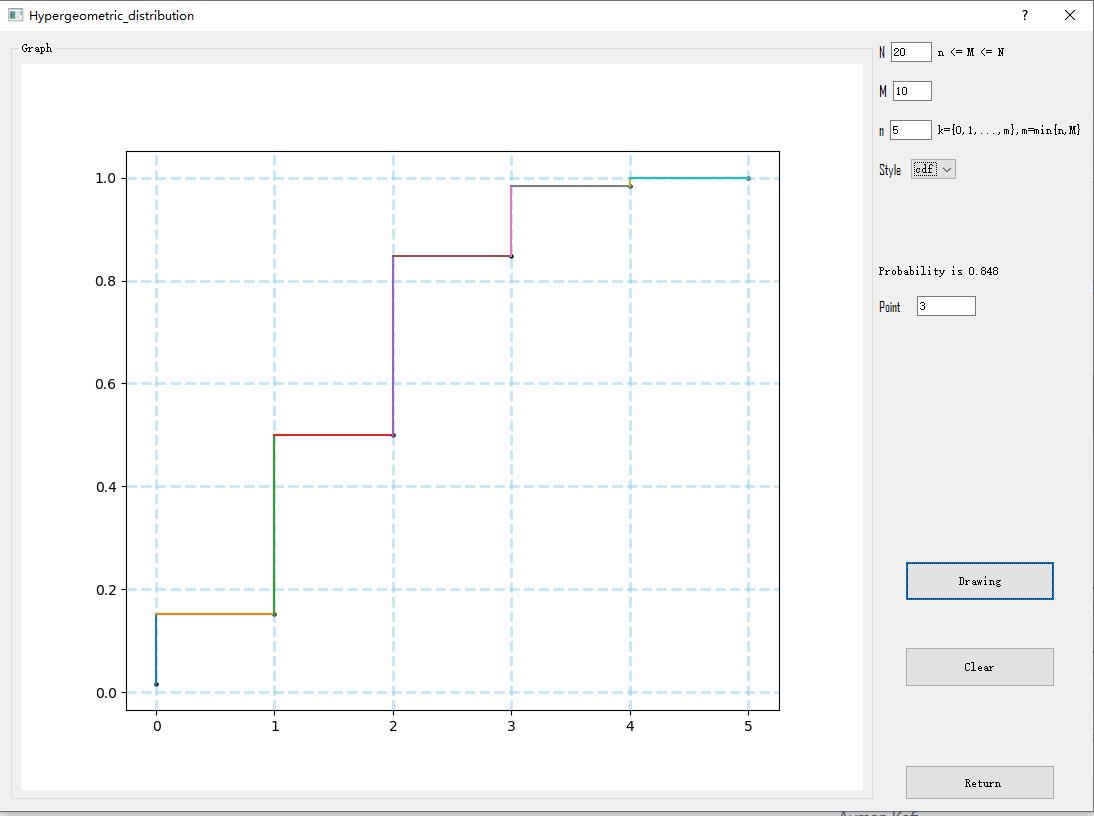 Hypergeometric_distribution
Graph
N 20 n <= M <= N
M 10
n 5 k={0,1,...,m},m=min{n,M}
Style cdf
Probability is 0.848
Point 3
1.0
0.8
0.6
0.4
0.2
0.0
0 1 2 3 4 5
Drawing
Clear
Return